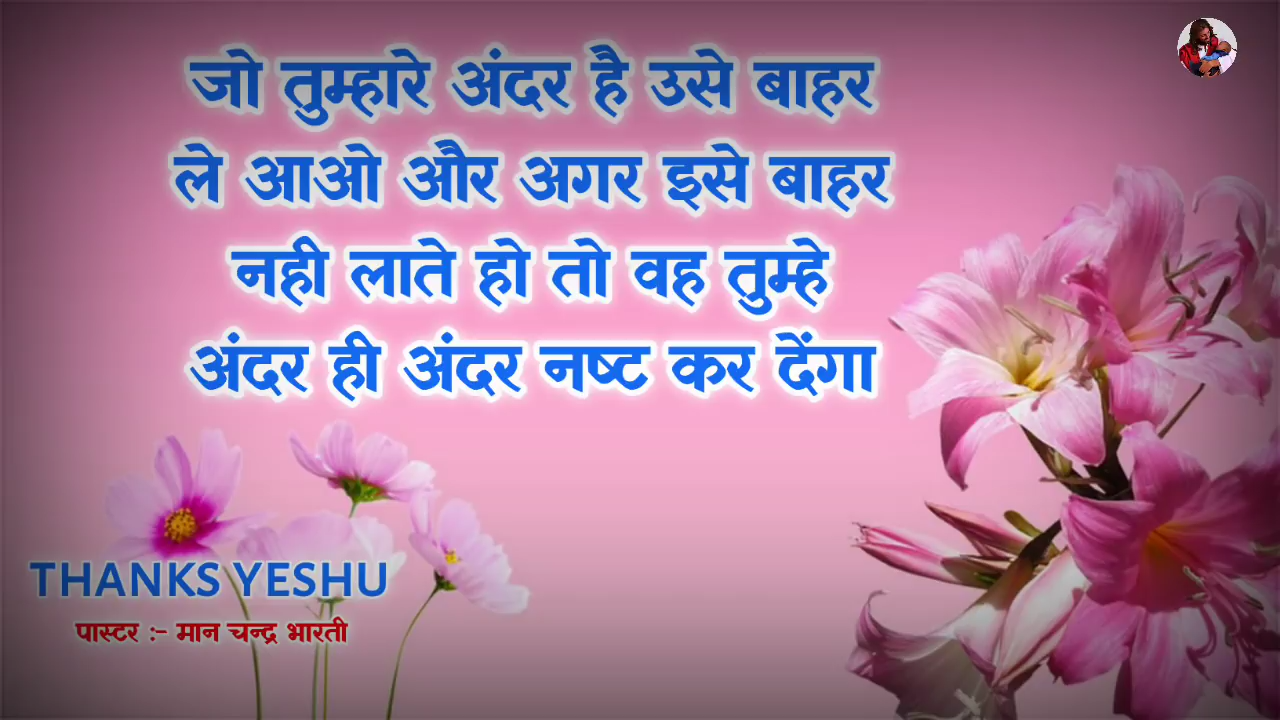 जो तुम्हारे अंदर है उसे बाहर
ले आओ और अगर इसे बाहर
नही लाते हो तो वह तुम्हे
अंदर ही अंदर नष्ट कर देंगा
THANKS YESHU
पास्टर :- मान चन्द्र भारती